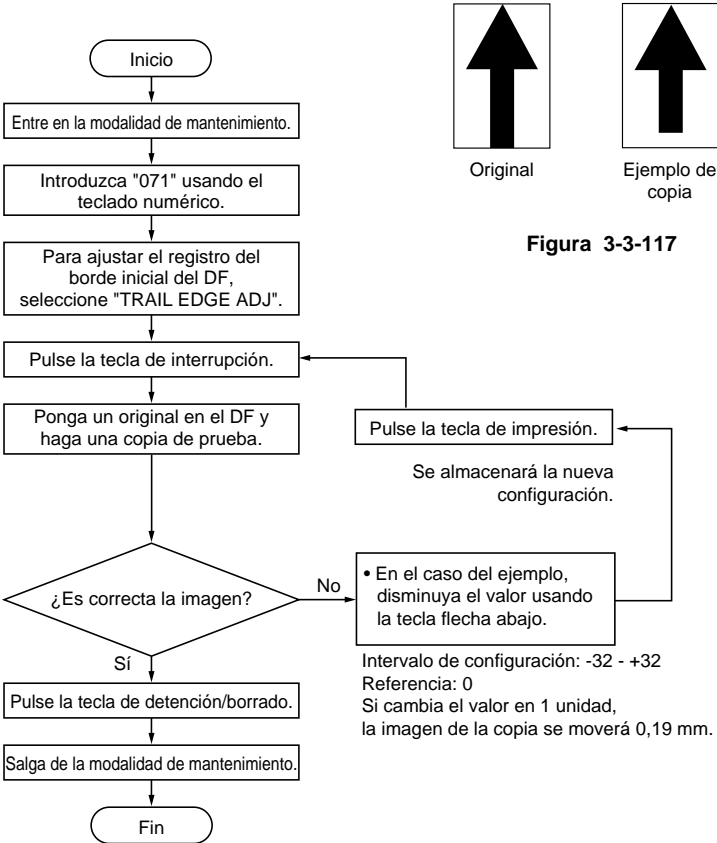 Inicio
Entre en la modalidad de mantenimiento.
Introduzca "071" usando el
teclado numérico.
Para ajustar el registro del
borde inicial del DF,
seleccione "TRAIL EDGE ADJ".
Pulse la tecla de interrupción.
Ponga un original en el DF y
haga una copia de prueba.
¿Es correcta la imagen?
No
Sí
Pulse la tecla de detención/borrado.
Salga de la modalidad de mantenimiento.
Fin
Original
Ejemplo de
copia
Figura 3-3-117
Pulse la tecla de impresión.
Se almacenará la nueva
configuración.
• En el caso del ejemplo,
disminuya el valor usando
la tecla flecha abajo.
Intervalo de configuración: -32 - +32
Referencia: 0
Si cambia el valor en 1 unidad,
la imagen de la copia se moverá 0,19 mm.